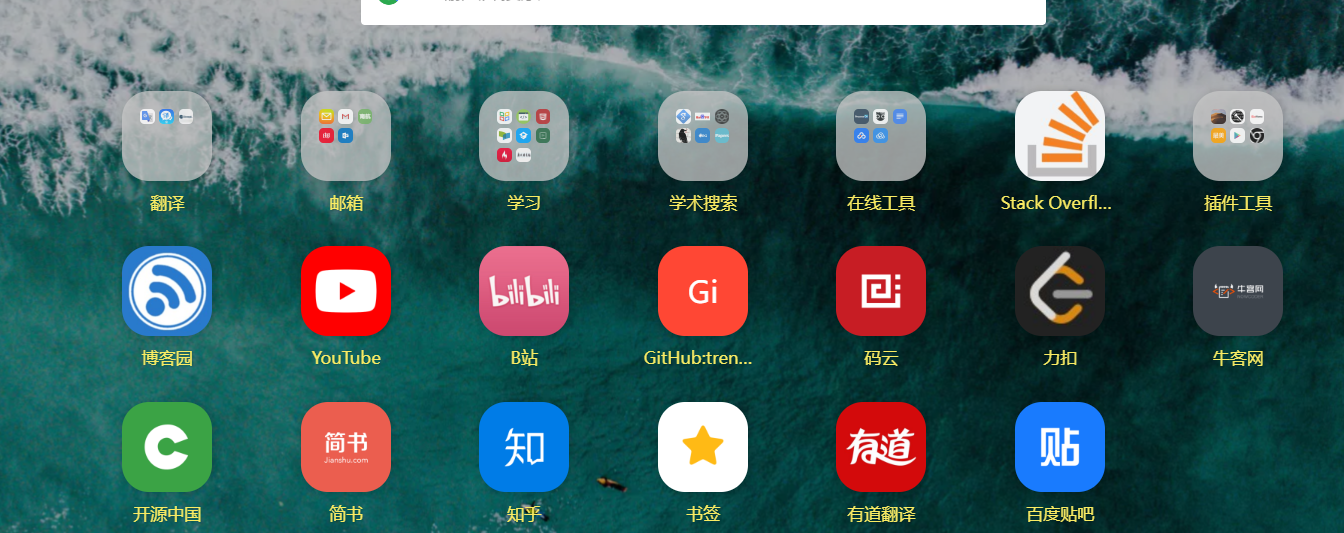 翻译
邮箱
学习
学术搜索
在线工具
Stack Overfl...
插件工具
bilibili
Gi
牛客网
博客园
YouTube
B站
GitHub:tren...
码云
力扣
牛客网
简书
Jianshu.com
知
有道
贴
开源中国
简书
知乎
书签
有道翻译
百度贴吧